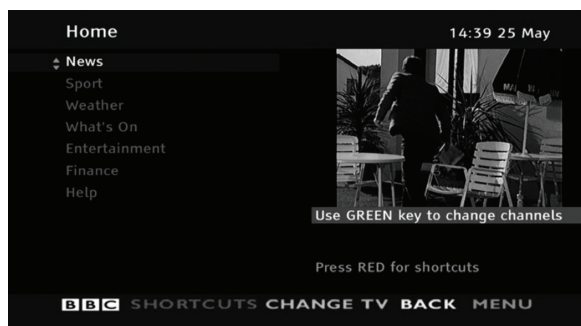 Home
14:39 25 May
News
Sport
Weather
What's On
Entertainment
Finance
Help
Use GREEN key to change channels
Press RED for shortcuts
BBC SHORTCUTS CHANGE TV BACK MENU